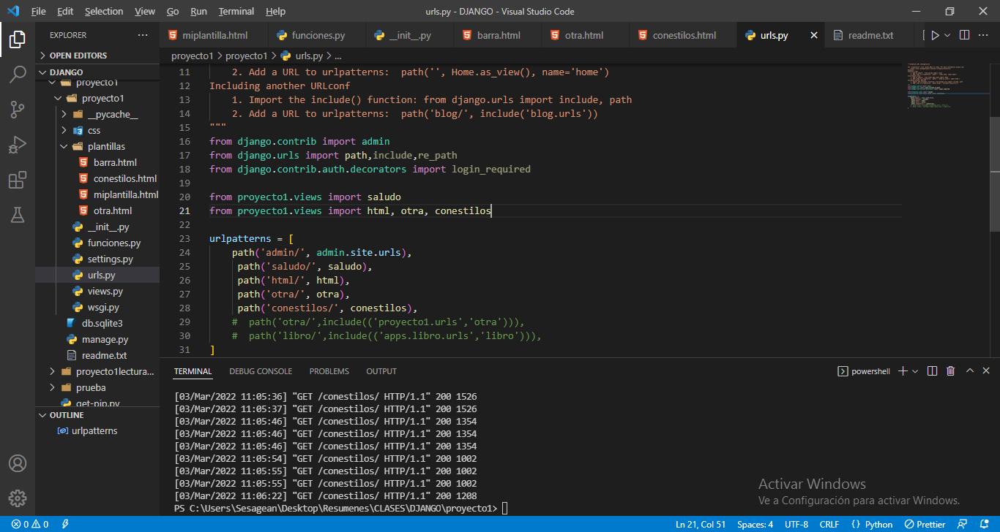 File Edit Selection View Go Run Terminal Help
urls.py - DJANGO - Visual Studio Code
EXPLORER
miplantilla.html funciones.py __init__.py barra.html otra.html conestilos.html urls.py readme.txt
OPEN EDITORS
proyecto1 > proyecto1 > urls.py > ...
DJANGO
proyecto1
proyecto1
__pycache__
css
plantillas
barra.html
conestilos.html
miplantilla.html
otra.html
__init__.py
funciones.py
settings.py
urls.py
views.py
wsgi.py
db.sqlite3
manage.py
readme.txt
proyecto1lectura...
prueba
get-pip.py
OUTLINE
urlpatterns
11 2. Add a URL to urlpatterns:  path('', Home.as_view(), name='home')
12 Including another URLconf
13 1. Import the include() function: from django.urls import include, path
14 2. Add a URL to urlpatterns:  path('blog/', include('blog.urls'))
15 """
16 from django.contrib import admin
17 from django.urls import path,include,re_path
18 from django.contrib.auth.decorators import login_required
19
20 from proyecto1.views import saludo
21 from proyecto1.views import html, otra, conestilos
22
23 urlpatterns = [
24 path('admin/', admin.site.urls),
25 path('saludo/', saludo),
26 path('html/', html),
27 path('otra/', otra),
28 path('conestilos/', conestilos),
29 #  path('otra/',include(('proyecto1.urls','otra'))),
30 #  path('libro/',include(('apps.libro.urls','libro'))),
31 ]
TERMINAL DEBUG CONSOLE PROBLEMS OUTPUT
powershell
[03/Mar/2022 11:05:36] "GET /conestilos/ HTTP/1.1" 200 1526
[03/Mar/2022 11:05:37] "GET /conestilos/ HTTP/1.1" 200 1526
[03/Mar/2022 11:05:46] "GET /conestilos/ HTTP/1.1" 200 1354
[03/Mar/2022 11:05:46] "GET /conestilos/ HTTP/1.1" 200 1354
[03/Mar/2022 11:05:46] "GET /conestilos/ HTTP/1.1" 200 1354
[03/Mar/2022 11:05:54] "GET /conestilos/ HTTP/1.1" 200 1002
[03/Mar/2022 11:05:55] "GET /conestilos/ HTTP/1.1" 200 1002
[03/Mar/2022 11:05:55] "GET /conestilos/ HTTP/1.1" 200 1002
[03/Mar/2022 11:06:22] "GET /conestilos/ HTTP/1.1" 200 1208
PS C:\Users\Sesagean\Desktop\Resumenes\CLASES\DJANGO\proyecto1>
Activar Windows
Ve a Configuración para activar Windows.
0 0
Ln 21, Col 51 Spaces: 4 UTF-8 CRLF {} Python Prettier